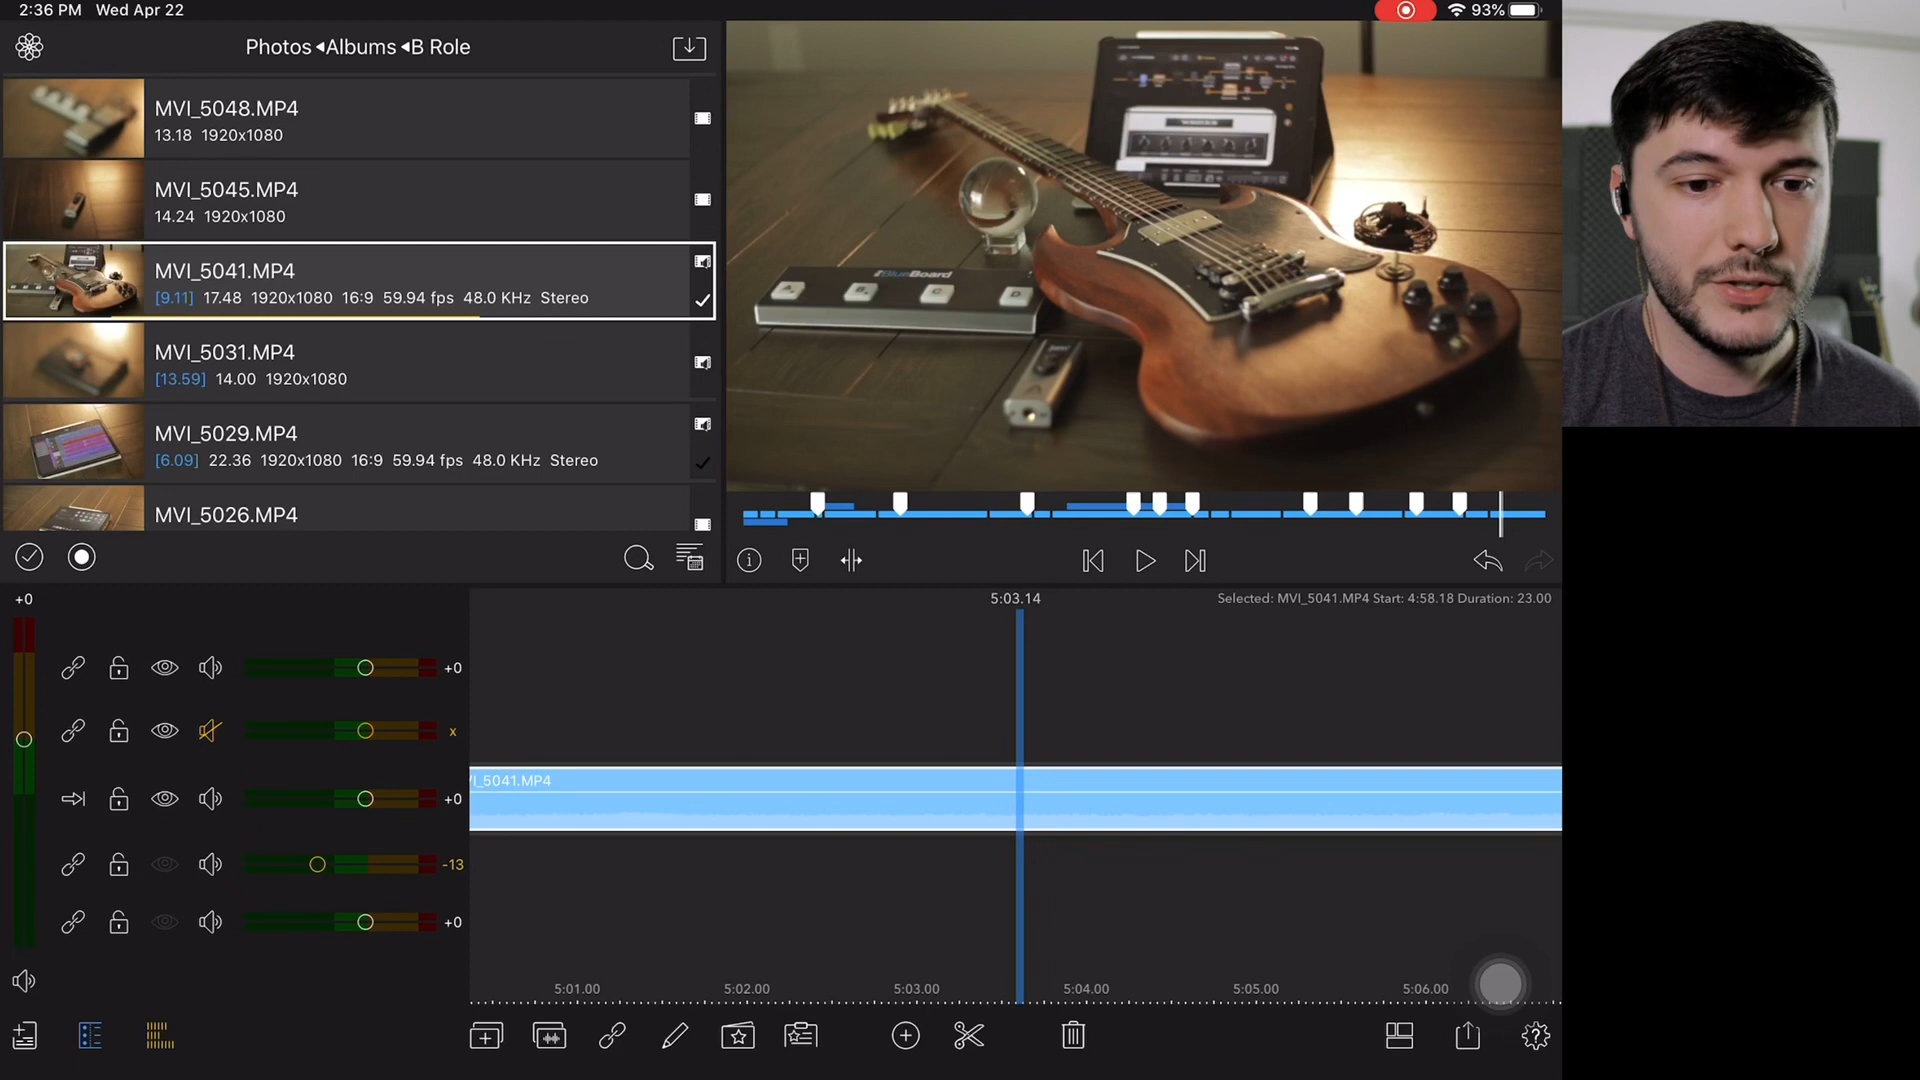 2:36 PM Wed Apr 22
93%
Photos ◂Albums ◂B Role
MVI_5048.MP4
13.18 1920x1080
MVI_5045.MP4
14.24 1920x1080
MVI_5041.MP4
[9.11] 17.48 1920x1080 16:9 59.94 fps 48.0 KHz Stereo
MVI_5031.MP4
[13.59] 14.00 1920x1080
MVI_5029.MP4
[6.09] 22.36 1920x1080 16:9 59.94 fps 48.0 KHz Stereo
MVI_5026.MP4
BlueBoard
A B C D
+0
5:03.14
Selected: MVI_5041.MP4 Start: 4:58.18 Duration: 23.00
+0
x
I_5041.MP4
+0
-13
+0
5:01.00 5:02.00 5:03.00 5:04.00 5:05.00 5:06.00